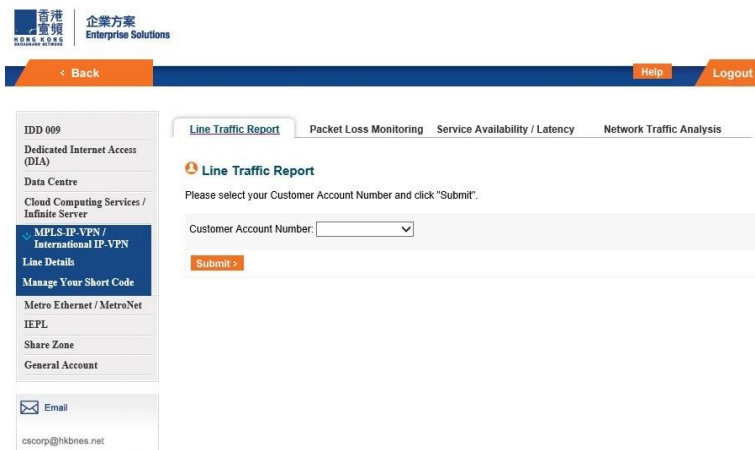 香港
寬頻
HONG KONG
BROADBAND NETWORK
企業方案
Enterprise Solutions
< Back
Help
Logout
IDD 009
Dedicated Internet Access
(DIA)
Data Centre
Cloud Computing Services /
Infinite Server
MPLS-IP-VPN /
International IP-VPN
Line Details
Manage Your Short Code
Metro Ethernet / MetroNet
IEPL
Share Zone
General Account
Email
cscorp@hkbnes.net
Line Traffic Report
Packet Loss Monitoring
Service Availability / Latency
Network Traffic Analysis
Line Traffic Report
Please select your Customer Account Number and click "Submit".
Customer Account Number:
Submit >